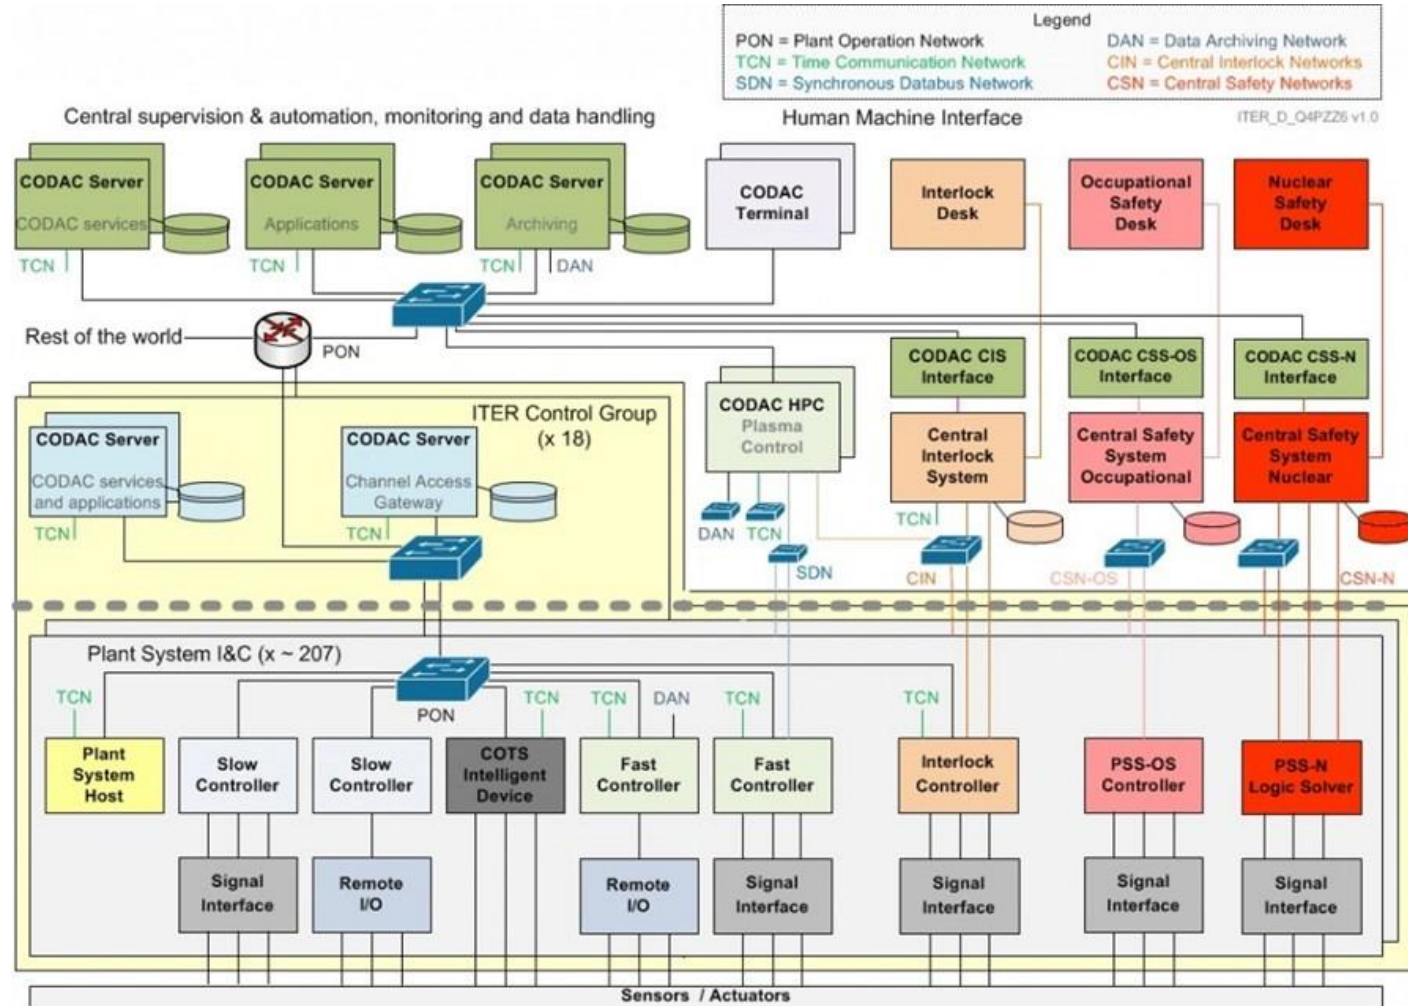 Legend
PON = Plant Operation Network
DAN = Data Archiving Network
TCN = Time Communication Network
CIN = Central Interlock Networks
SDN = Synchronous Databus Network
CSN = Central Safety Networks
Central supervision & automation, monitoring and data handling
Human Machine Interface
ITER_D_Q4PZZ6 v1.0
CODAC Server
CODAC services
CODAC Server
Applications
CODAC Server
Archiving
CODAC
Terminal
Interlock
Desk
Occupational
Safety
Desk
Nuclear
Safety
Desk
TCN
TCN
TCN
DAN
Rest of the world
PON
CODAC CIS
Interface
CODAC CSS-OS
Interface
CODAC CSS-N
Interface
ITER Control Group
(x 18)
CODAC Server
CODAC services
and applications
CODAC Server
Channel Access
Gateway
CODAC HPC
Plasma
Control
Central
Interlock
System
Central Safety
System
Occupational
Central Safety
System
Nuclear
TCN
TCN
DAN
TCN
SDN
TCN
CIN
CSN-OS
CSN-N
Plant System I&C (x ~ 207)
PON
TCN
TCN
TCN
DAN
TCN
TCN
Plant
System
Host
Slow
Controller
Slow
Controller
COTS
Intelligent
Device
Fast
Controller
Fast
Controller
Interlock
Controller
PSS-OS
Controller
PSS-N
Logic Solver
Signal
Interface
Remote
I/O
Remote
I/O
Signal
Interface
Signal
Interface
Signal
Interface
Signal
Interface
Sensors / Actuators